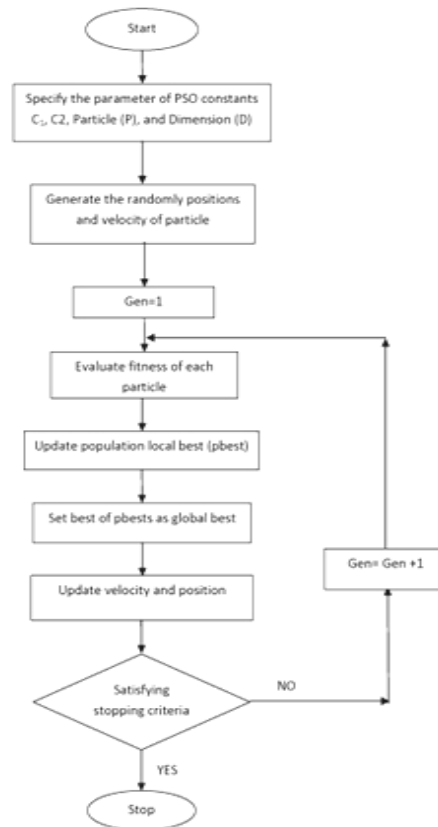 Start
Specify the parameter of PSO constants
C₁, C2, Particle (P), and Dimension (D)
Generate the randomly positions
and velocity of particle
Gen=1
Evaluate fitness of each
particle
Update population local best (pbest)
Set best of pbests as global best
Update velocity and position
Gen= Gen +1
Satisfying
stopping criteria
NO
YES
Stop